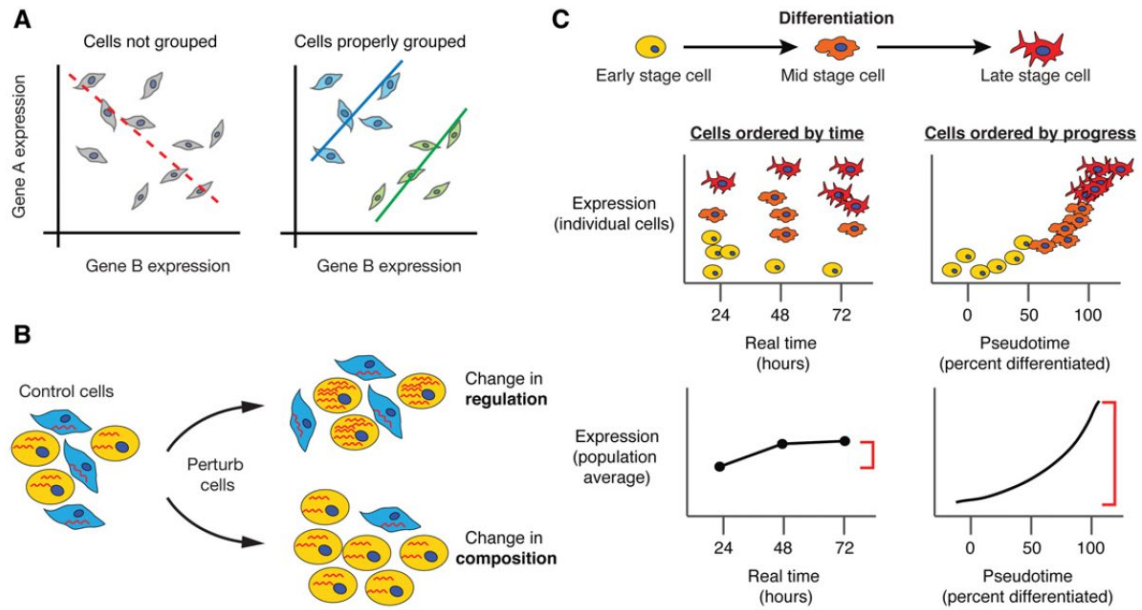 A
Cells not grouped
Cells properly grouped
Gene A expression
Gene B expression
Gene B expression
B
Control cells
Perturb
cells
Change in
regulation
Change in
composition
C
Differentiation
Early stage cell
Mid stage cell
Late stage cell
Cells ordered by time
Cells ordered by progress
Expression
(individual cells)
24 48 72
Real time
(hours)
0 50 100
Pseudotime
(percent differentiated)
Expression
(population
average)
24 48 72
Real time
(hours)
0 50 100
Pseudotime
(percent differentiated)